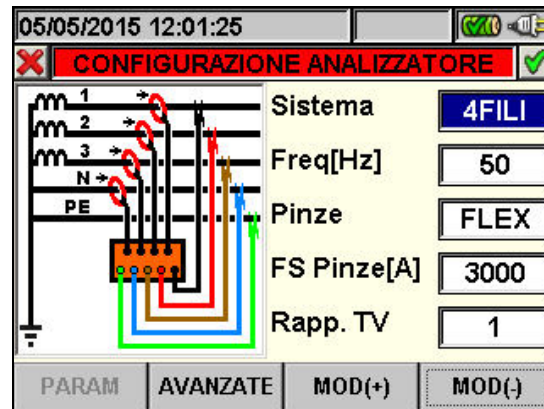 05/05/2015 12:01:25
CONFIGURAZIONE ANALIZZATORE
1
2
3
N
PE
Sistema 4FILI
Freq[Hz] 50
Pinze FLEX
FS Pinze[A] 3000
Rapp. TV 1
PARAM AVANZATE MOD(+) MOD(-)